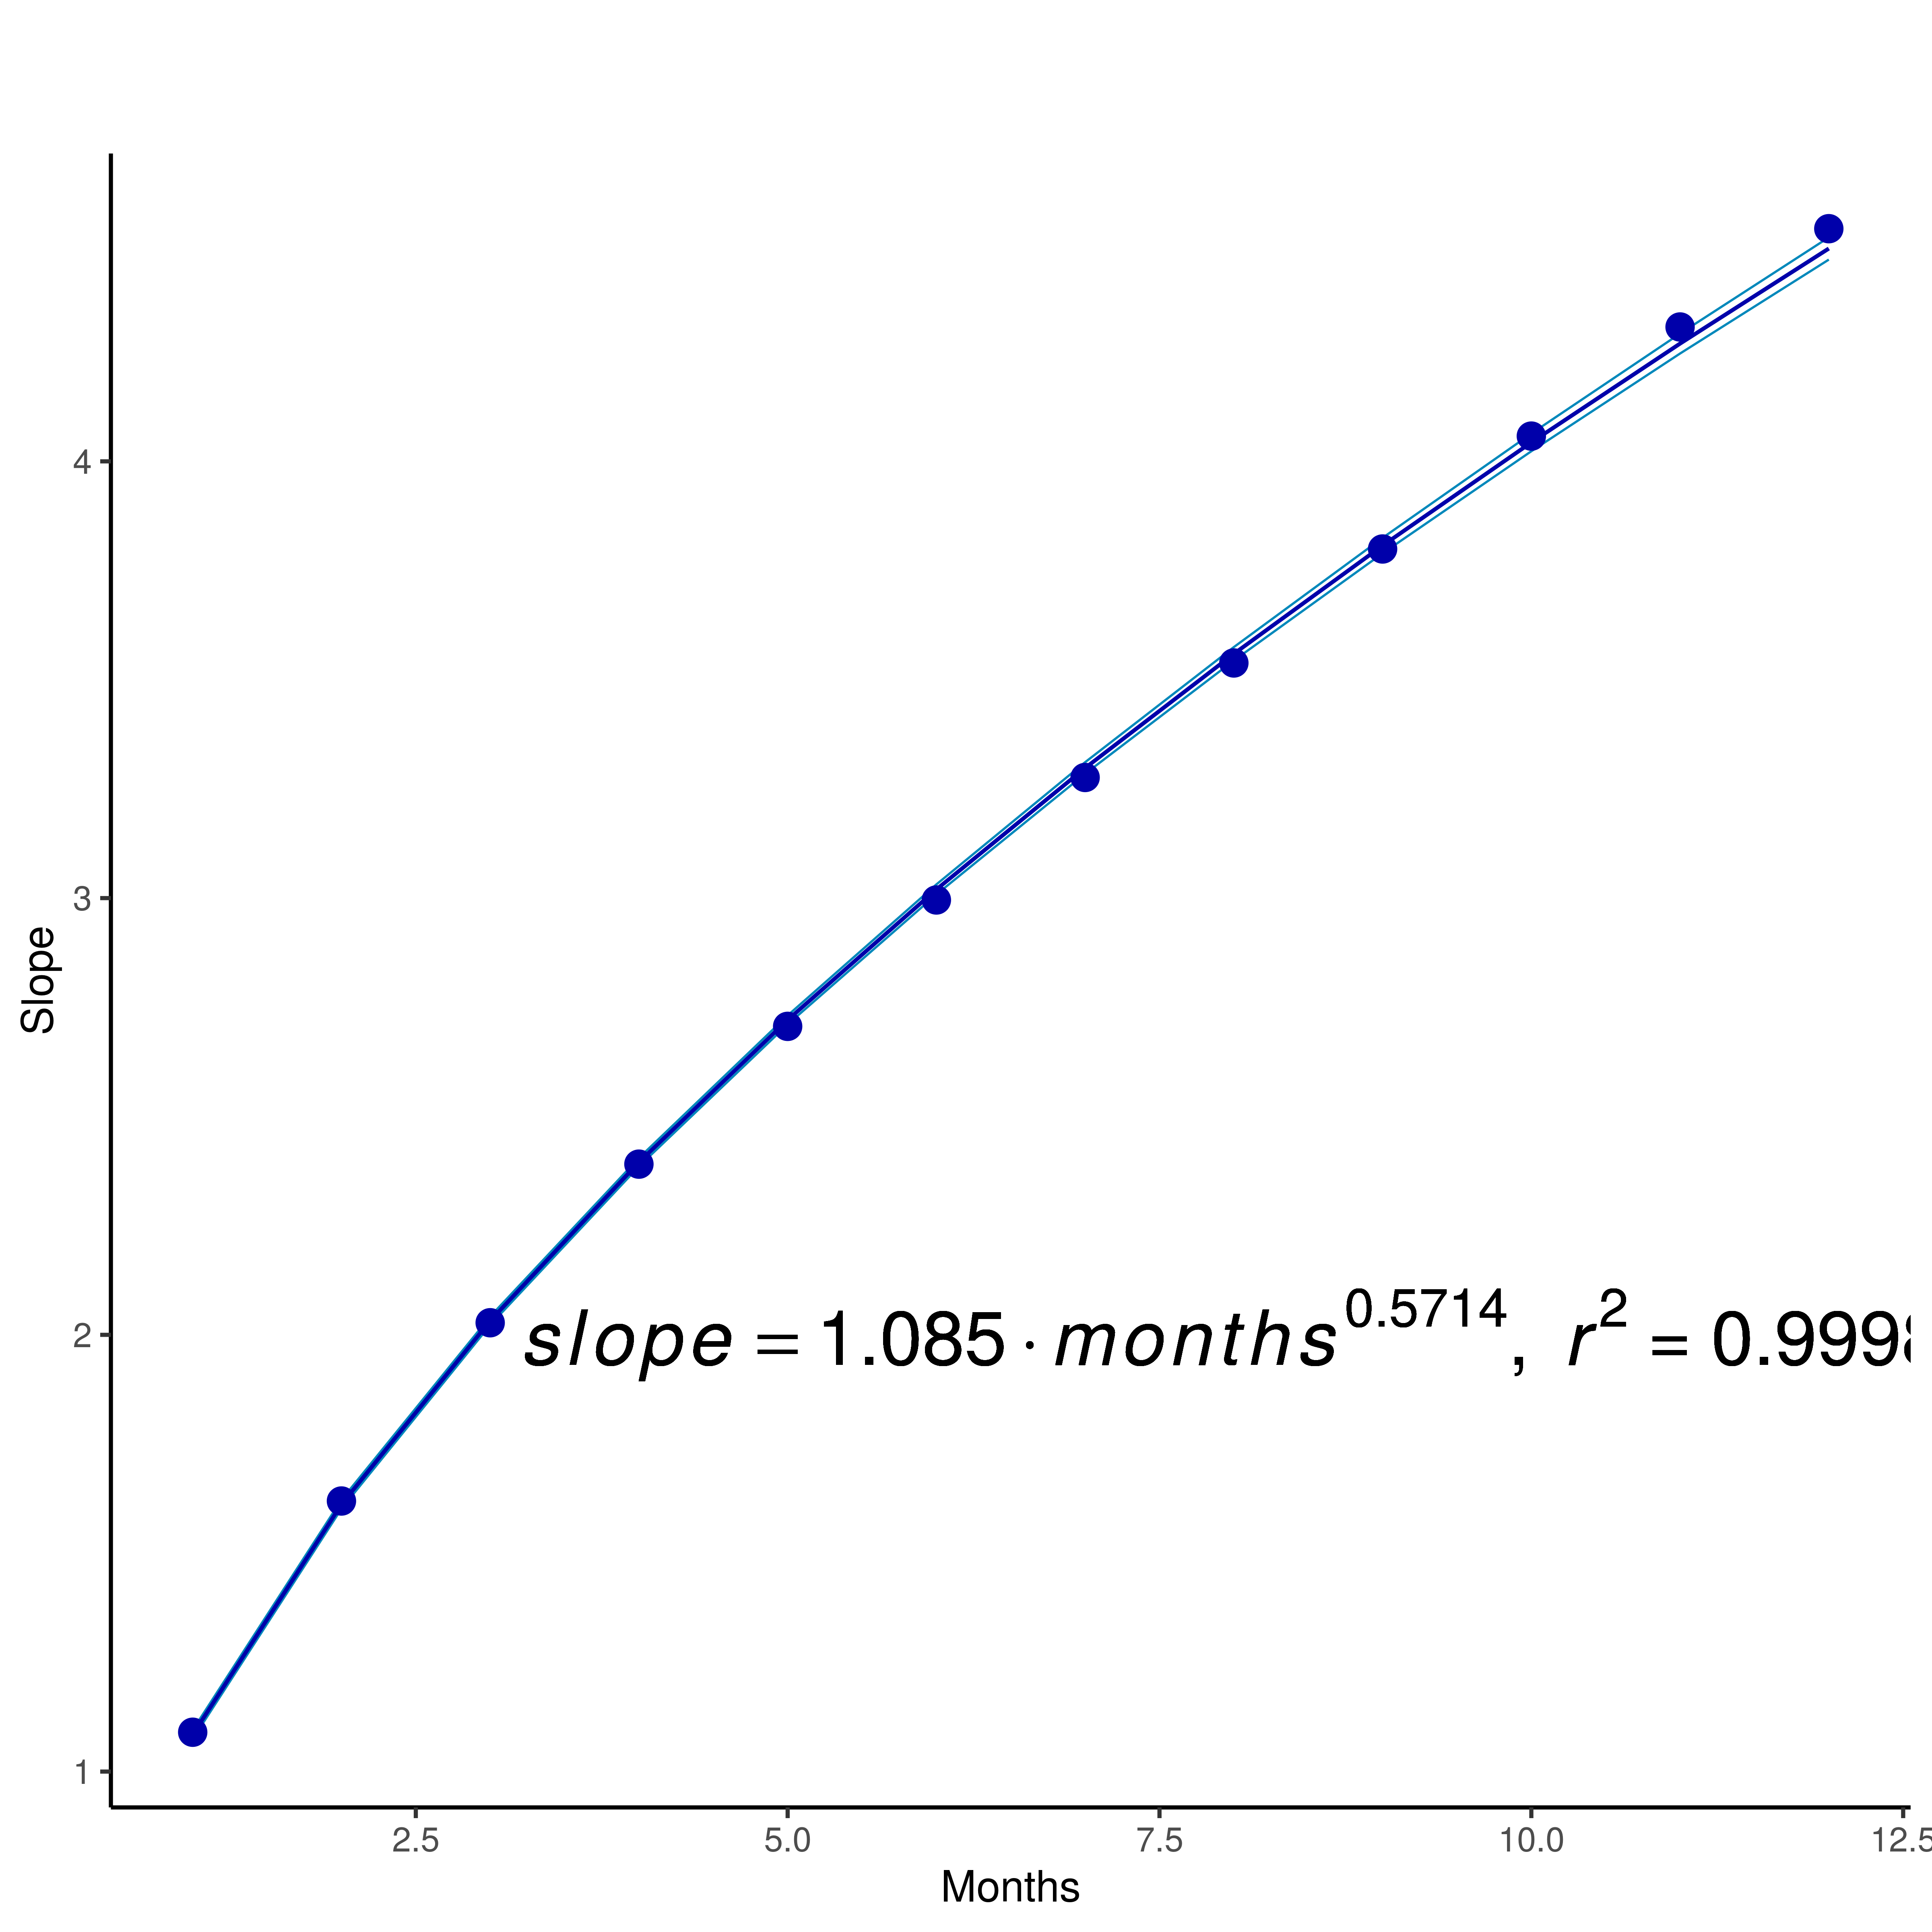 4
3
Slope
slope = 1.085 · months^0.5714, r^2 = 0.999
2
1
2.5 5.0 7.5 10.0 12.5
Months